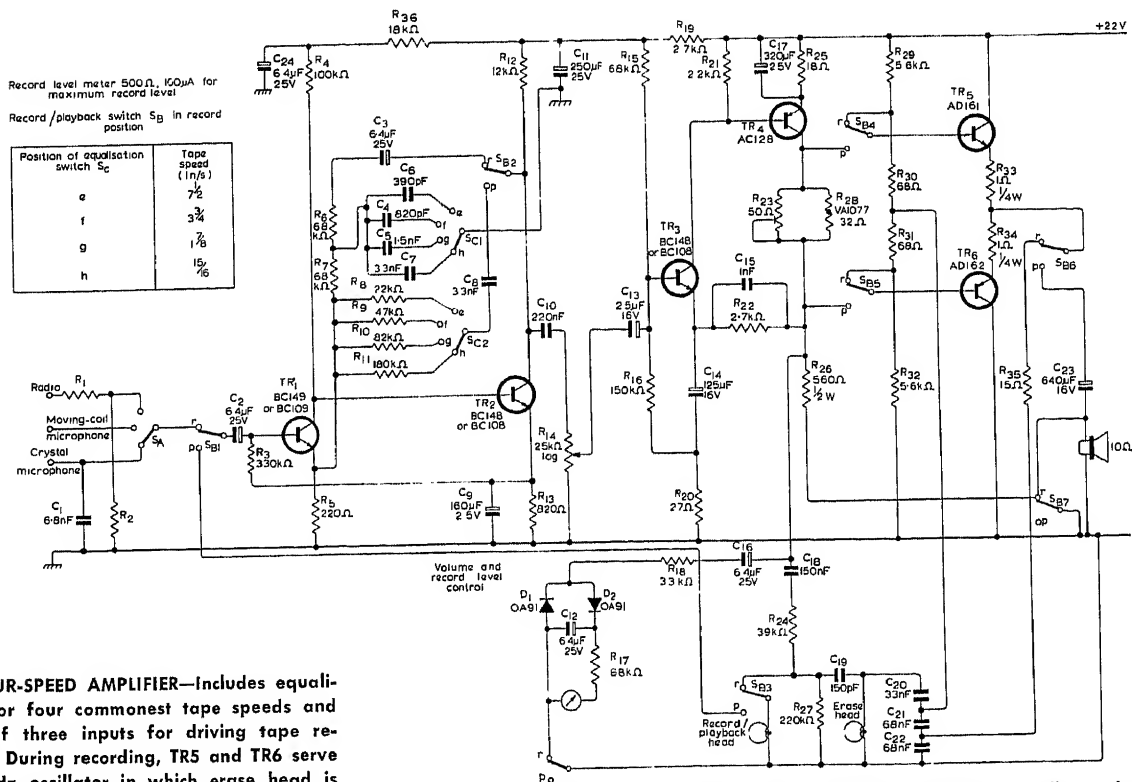 +22V
R36
18kΩ
C24
6.4μF
25V
R4
100kΩ
R12
12kΩ
C11
250μF
25V
R15
68kΩ
R19
2.7kΩ
R21
2.2kΩ
C17
320μF
2.5V
R25
18Ω
R29
5.6kΩ
TR5
AD161
Record level meter 500Ω, 100μA for
maximum record level
Record/playback switch SB in record
position
Position of equalisation
switch SC
Tape
speed
(in/s)
e
7½
f
3¾
g
1⅞
h
15/16
C3
6.4μF
25V
r
SB2
p
C6
390pF
e
C4
820pF
f
C5
1.5nF
g
SC1
h
C7
3.3nF
R6
68
kΩ
R7
68
kΩ
C8
3.3nF
R8
22kΩ
e
R9
47kΩ
f
R10
82kΩ
g
SC2
h
R11
180kΩ
C10
220nF
TR4
AC128
r
SB4
p
R30
68Ω
R33
1Ω
¼W
R23
50Ω
R28
VA1077
32Ω
TR3
BC148
or BC108
C15
1nF
R22
2.7kΩ
R31
68Ω
R34
1Ω
¼W
r
SB6
p
r
SB5
p
TR6
AD162
Radio
R1
Moving-coil
microphone
Crystal
microphone
SA
r
p
SB1
C2
6.4μF
25V
TR1
BC149
or BC109
R3
330kΩ
TR2
BC148
or BC108
C13
2.5μF
16V
R14
25kΩ
log
R16
150kΩ
C14
125μF
16V
R26
560Ω
½W
R32
5.6kΩ
R35
15Ω
C23
640μF
16V
10Ω
C1
6.8nF
R2
R5
220Ω
C9
160μF
2.5V
R13
820Ω
R20
27Ω
r
SB7
p
Volume and
record level
control
R18
3.3kΩ
C16
6.4μF
25V
C18
150nF
D1
OA91
D2
OA91
C12
6.4μF
25V
R17
68kΩ
R24
39kΩ
C19
150pF
r
SB3
p
Record/
playback
head
R27
220kΩ
Erase
head
C20
33nF
C21
68nF
C22
68nF
r
p
UR-SPEED AMPLIFIER—Includes equali-
or four commonest tape speeds and
f three inputs for driving tape re-
During recording, TR5 and TR6 serve
oscillator in which erase head is